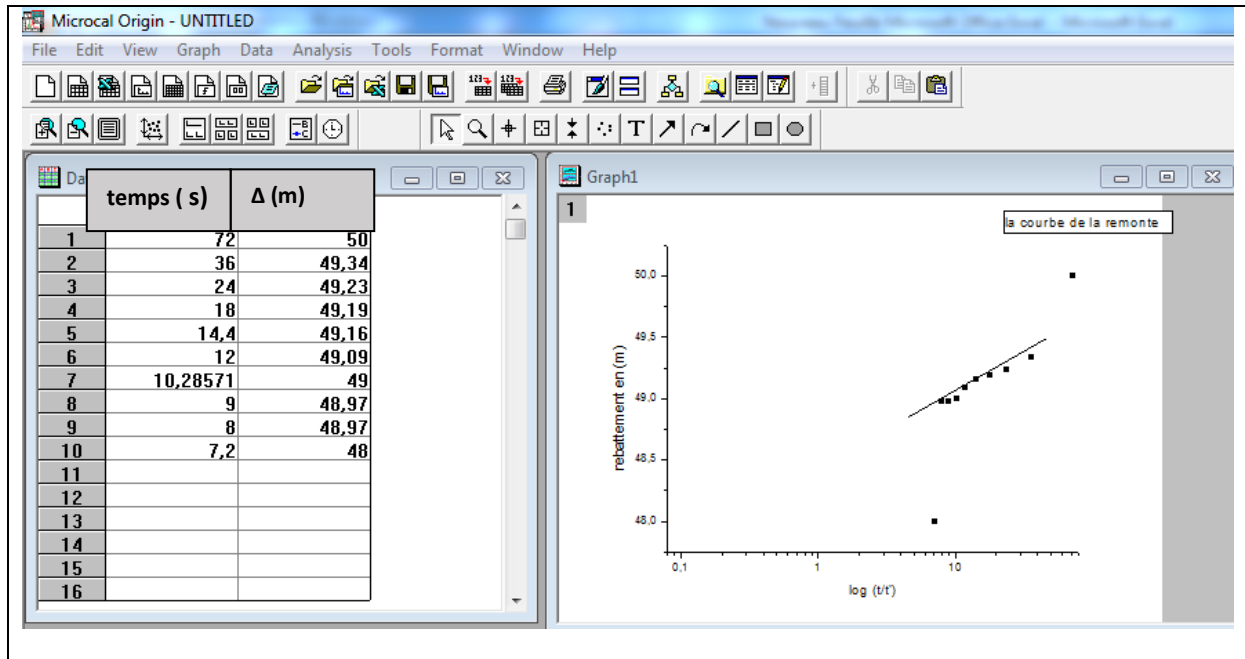 Microcal Origin - UNTITLED
File Edit View Graph Data Analysis Tools Format Window Help
Da
temps ( s) Δ (m)
1 72 50
2 36 49,34
3 24 49,23
4 18 49,19
5 14,4 49,16
6 12 49,09
7 10,28571 49
8 9 48,97
9 8 48,97
10 7,2 48
11
12
13
14
15
16
Graph1
1
la courbe de la remonte
50,0
49,5
49,0
48,5
48,0
rebattement en (m)
0,1 1 10
log (t/t')